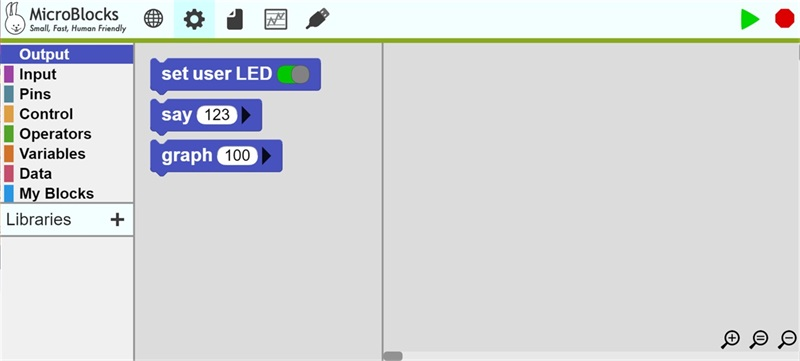 MicroBlocks
Small, Fast, Human Friendly
Output
Input
Pins
Control
Operators
Variables
Data
My Blocks
Libraries +
set user LED
say 123
graph 100